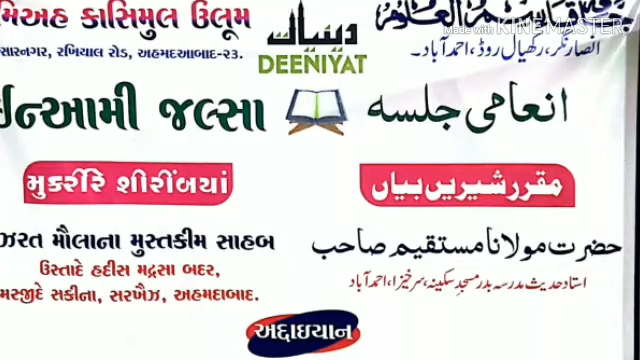 મિઅહ કાસિમુલ ઉલૂમ
સારનગર, રખિયાલ રોડ, અહમદઆબાદ-૨૩.
دینیات
DEENIYAT
انصار نگر، رکھیال روڈ، احمد آباد۔
Made with KINEMASTER
ઇન્આમી જલ્સા
انعامی جلسہ
મુકર્રિરે શીરીંબયાં
مقرر شیریں بیاں
ઝરત મૌલાના મુસ્તકીમ સાહબ
حضرت مولانا مستقیم صاحب
ઉસ્તાદે હદીસ મદ્રસા બદર,
મસ્જીદે સકીના, સરખૈઝ, અહમદાબાદ.
استاد حدیث مدرسہ بدر مسجد سکینہ، سرخیز، احمد آباد
અદ્દાઇયાન